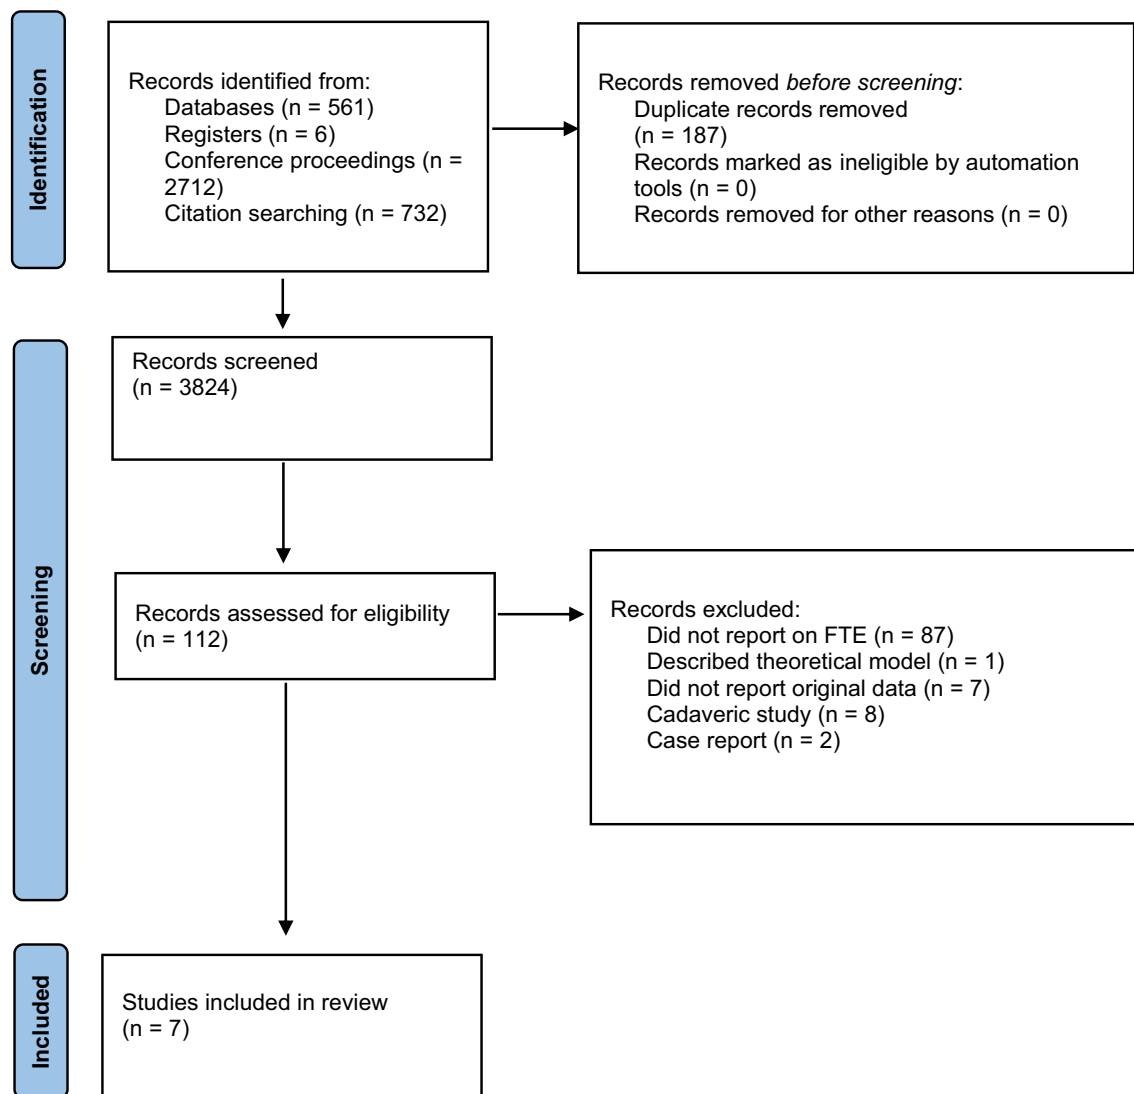 Identification
Records identified from:
Databases (n = 561)
Registers (n = 6)
Conference proceedings (n =
2712)
Citation searching (n = 732)
Records removed before screening:
Duplicate records removed
(n = 187)
Records marked as ineligible by automation
tools (n = 0)
Records removed for other reasons (n = 0)
Screening
Records screened
(n = 3824)
Records assessed for eligibility
(n = 112)
Records excluded:
Did not report on FTE (n = 87)
Described theoretical model (n = 1)
Did not report original data (n = 7)
Cadaveric study (n = 8)
Case report (n = 2)
Included
Studies included in review
(n = 7)